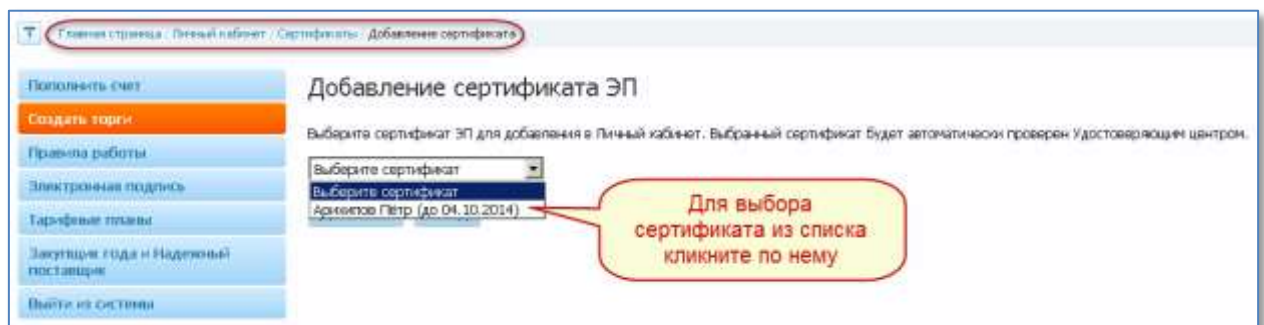 Главная страница / Личный кабинет / Сертификаты / Добавление сертификата
Пополнить счет
Создать торги
Правила работы
Электронная подпись
Тарифные планы
Закупщик года и Надежный
поставщик
Выйти из системы
Добавление сертификата ЭП
Выберите сертификат ЭП для добавления в Личный кабинет. Выбранный сертификат будет автоматически проверен Удостоверяющим центром.
Выберите сертификат
Выберите сертификат
Петр (до 04.10.2014)
Для выбора
сертификата из списка
кликните по нему